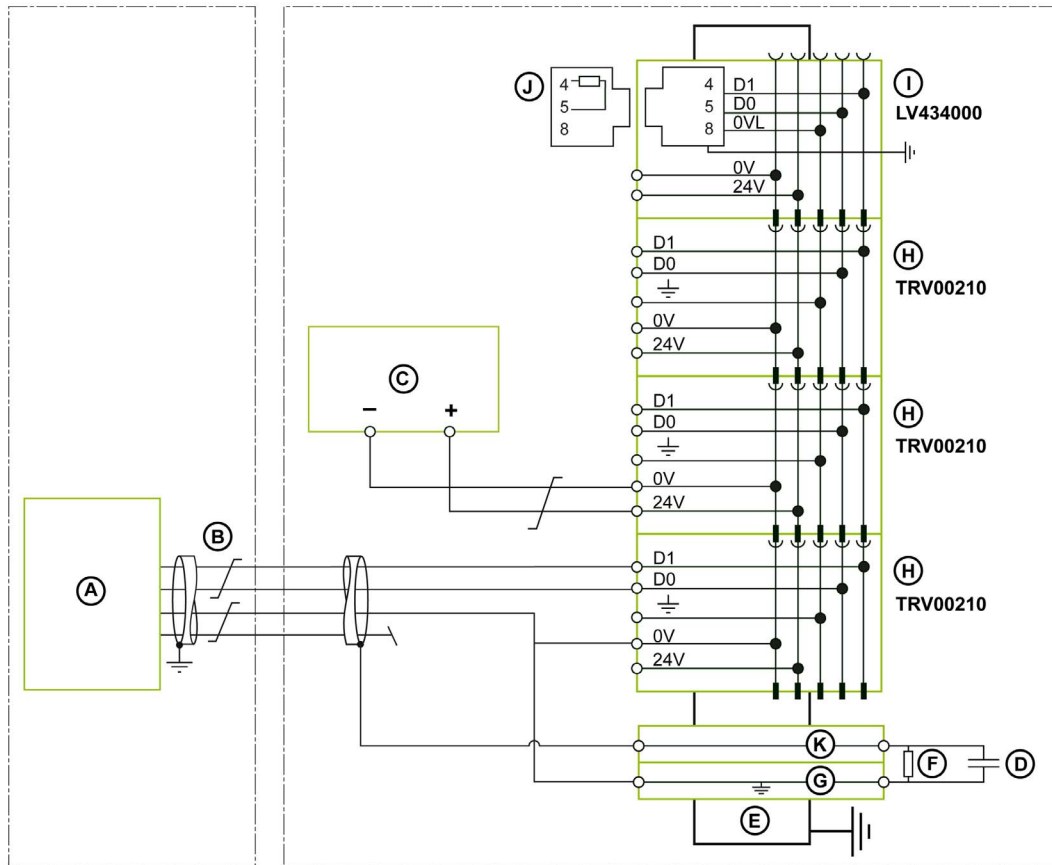 J
4
5
8
4 D1
5 D0
8 0VL
0V
24V
I
LV434000
D1
D0
0V
24V
H
TRV00210
C
− +
D1
D0
0V
24V
H
TRV00210
A
B
D1
D0
0V
24V
H
TRV00210
K
G
F
D
E